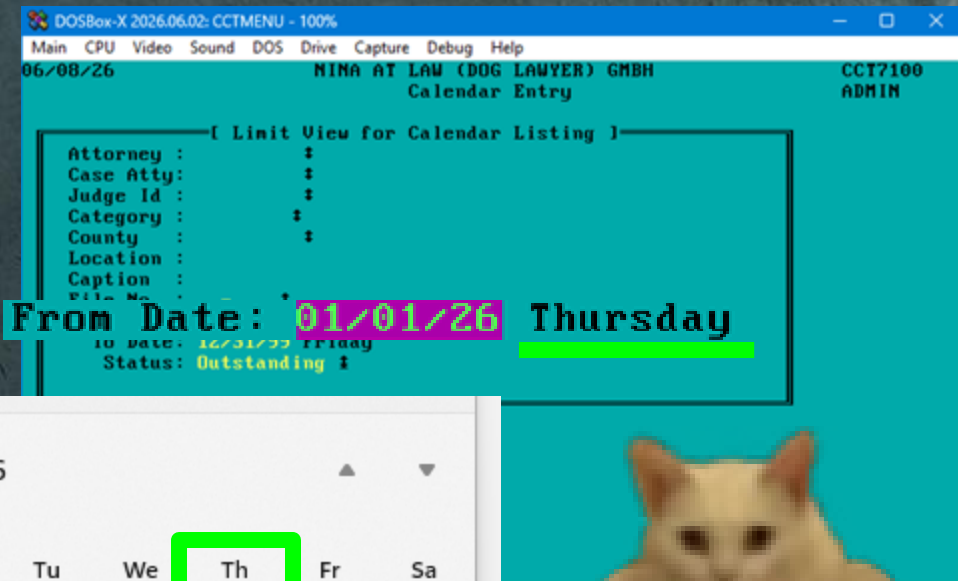 DOSBox-X 2026.06.02: CCTMENU - 100%
Main CPU Video Sound DOS Drive Capture Debug Help
06/08/26 NINA AT LAW (DOG LAWYER) GMBH CCT7100
Calendar Entry ADMIN
[ Limit View for Calendar Listing ]
Attorney :
Case Atty:
Judge Id :
Category :
County :
Location :
Caption :
File No :
From Date: 01/01/26 Thursday
To Date: 12/31/99 Friday
Status: Outstanding
Tu We Th Fr Sa